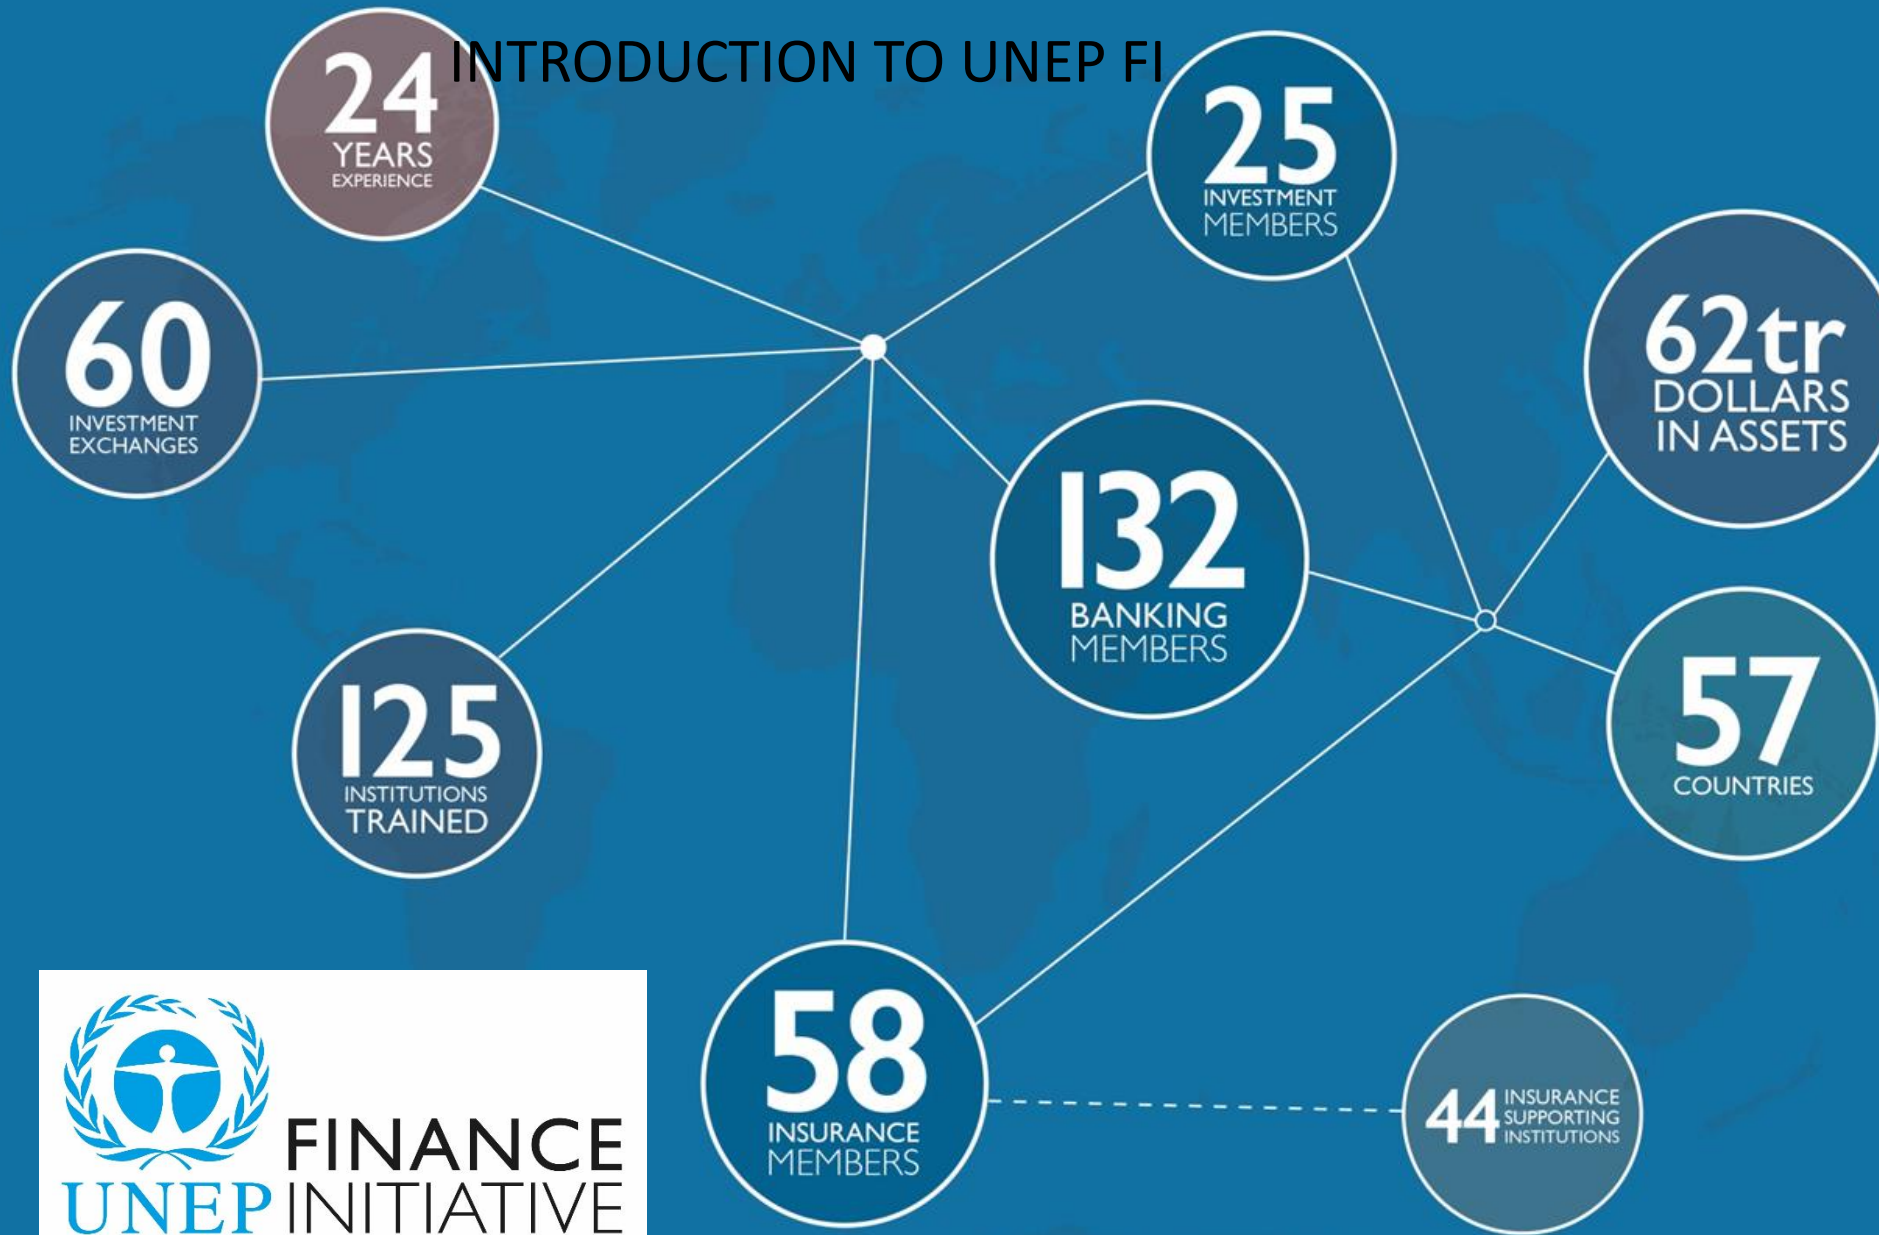 INTRODUCTION TO UNEP FI
24
YEARS
EXPERIENCE
25
INVESTMENT
MEMBERS
60
INVESTMENT
EXCHANGES
62tr
DOLLARS
IN ASSETS
132
BANKING
MEMBERS
125
INSTITUTIONS
TRAINED
57
COUNTRIES
58
INSURANCE
MEMBERS
44
INSURANCE
SUPPORTING
INSTITUTIONS
FINANCE
UNEP INITIATIVE